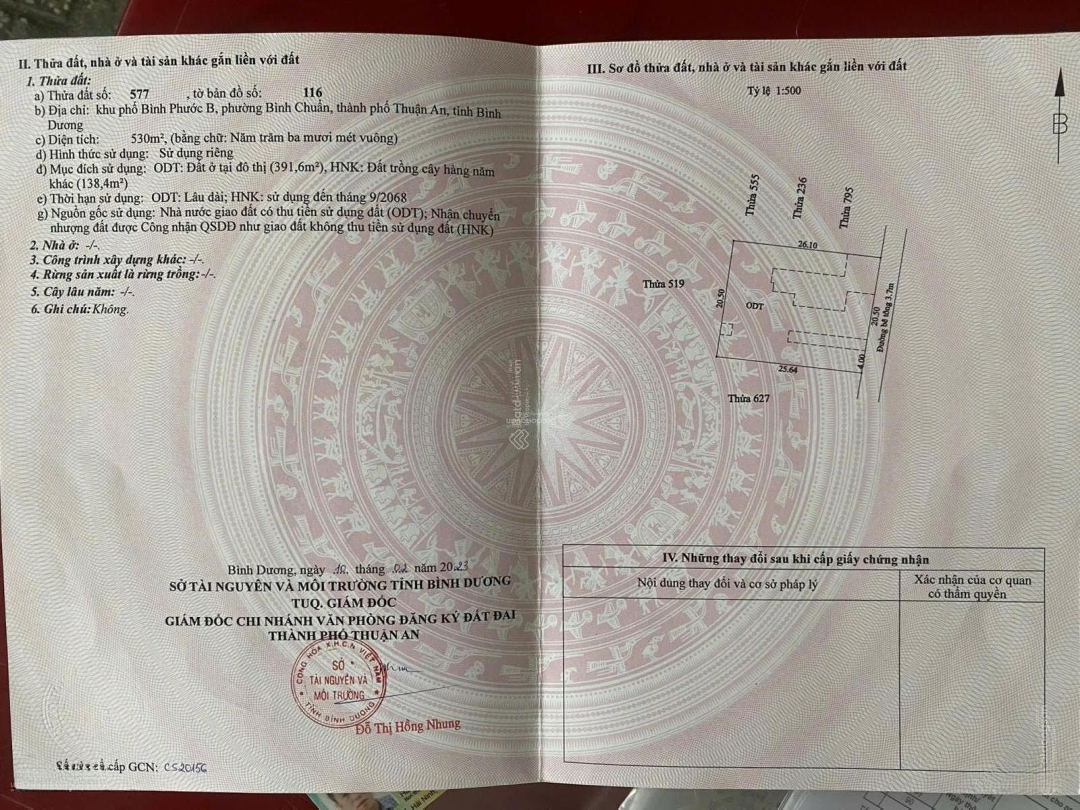 II. Thửa đất, nhà ở và tài sản khác gắn liền với đất
1. Thửa đất:
a) Thửa đất số: 577 , tờ bản đồ số: 116
b) Địa chỉ: khu phố Bình Phước B, phường Bình Chuẩn, thành phố Thuận An, tỉnh Bình
Dương
c) Diện tích: 530m², (bằng chữ: Năm trăm ba mươi mét vuông)
d) Hình thức sử dụng: Sử dụng riêng
đ) Mục đích sử dụng: ODT: Đất ở tại đô thị (391,6m²), HNK: Đất trồng cây hàng năm
khác (138,4m²)
e) Thời hạn sử dụng: ODT: Lâu dài; HNK: sử dụng đến tháng 9/2068
g) Nguồn gốc sử dụng: Nhà nước giao đất có thu tiền sử dụng đất (ODT); Nhận chuyển
nhượng đất được Công nhận QSDĐ như giao đất không thu tiền sử dụng đất (HNK)
2. Nhà ở: -/-.
3. Công trình xây dựng khác: -/-.
4. Rừng sản xuất là rừng trồng: -/-.
5. Cây lâu năm: -/-.
6. Ghi chú: Không.
Bình Dương, ngày 10 tháng 02 năm 2023
SỞ TÀI NGUYÊN VÀ MÔI TRƯỜNG TỈNH BÌNH DƯƠNG
TUQ. GIÁM ĐỐC
GIÁM ĐỐC CHI NHÁNH VĂN PHÒNG ĐĂNG KÝ ĐẤT ĐAI
THÀNH PHỐ THUẬN AN
CỘNG HÒA X.H.C.N VIỆT NAM
SỞ
TÀI NGUYÊN VÀ
MÔI TRƯỜNG
TỈNH BÌNH DƯƠNG
Đỗ Thị Hồng Nhung
cấp GCN: CS20156
III. Sơ đồ thửa đất, nhà ở và tài sản khác gắn liền với đất
Tỷ lệ 1:500
B
Thửa 555
Thửa 236
Thửa 795
26.10
Thửa 519
20.50
ODT
20.50
Đường bê tông 3.7m
4.00
25.64
Thửa 627
Batdongsan
IV. Những thay đổi sau khi cấp giấy chứng nhận
Nội dung thay đổi và cơ sở pháp lý
Xác nhận của cơ quan
có thẩm quyền